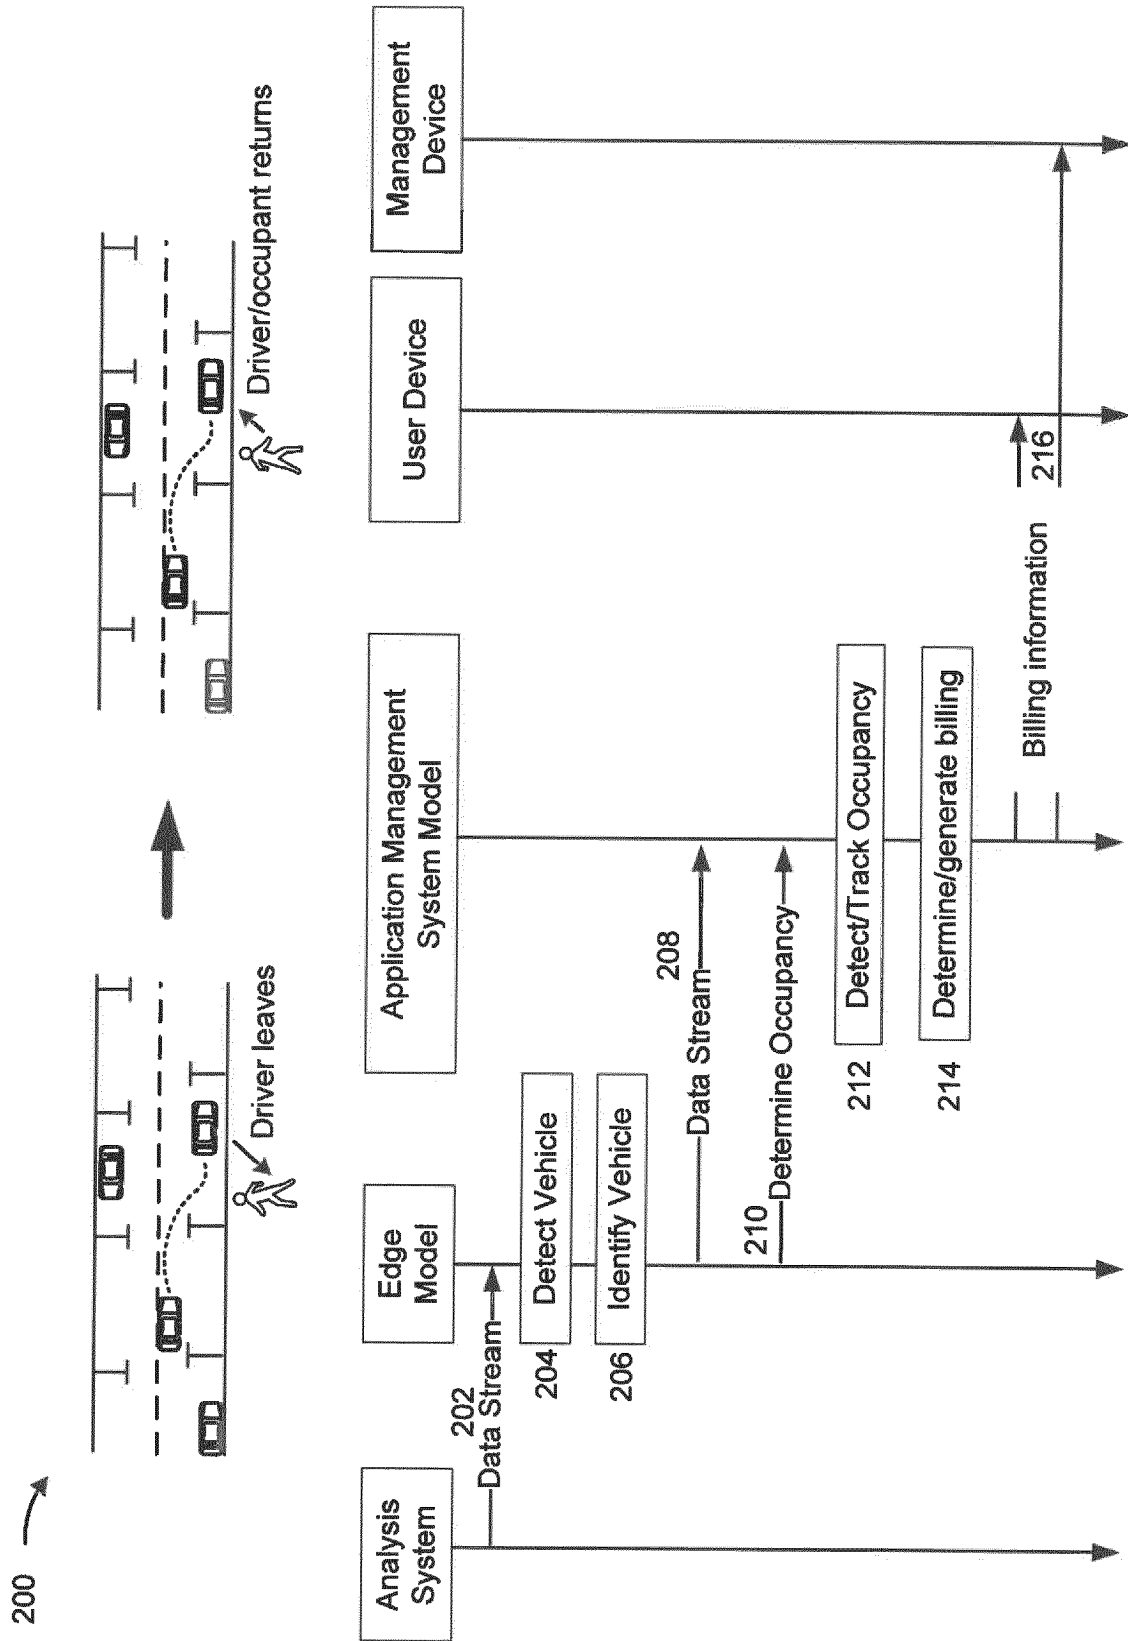 200
Driver leaves
Driver/occupant returns
Analysis
System
Edge
Model
Application Management
System Model
User Device
Management
Device
202
Data Stream
204
Detect Vehicle
206
Identify Vehicle
208
Data Stream
210
Determine Occupancy
212
Detect/Track Occupancy
214
Determine/generate billing
Billing information
216